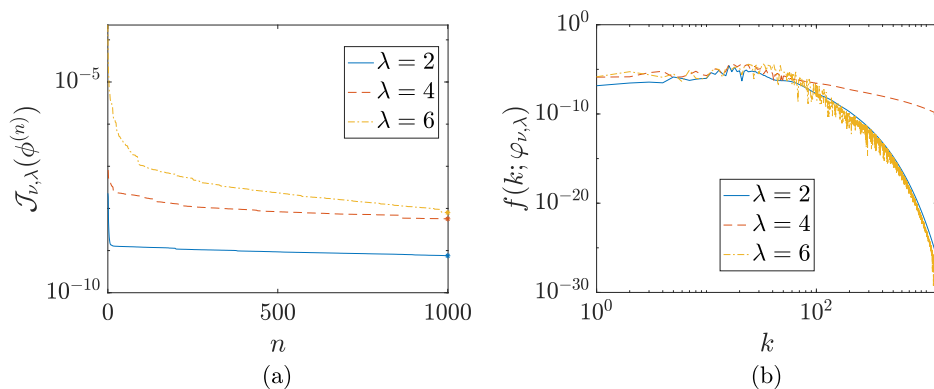 10^{-5}
10^{-10}
𝒥_{ν,λ}(ϕ^{(n)})
λ = 2
λ = 4
λ = 6
0
500
1000
n
(a)
10^{0}
10^{-10}
10^{-20}
10^{-30}
f(k; φ_{ν,λ})
λ = 2
λ = 4
λ = 6
10^{0}
10^{2}
k
(b)